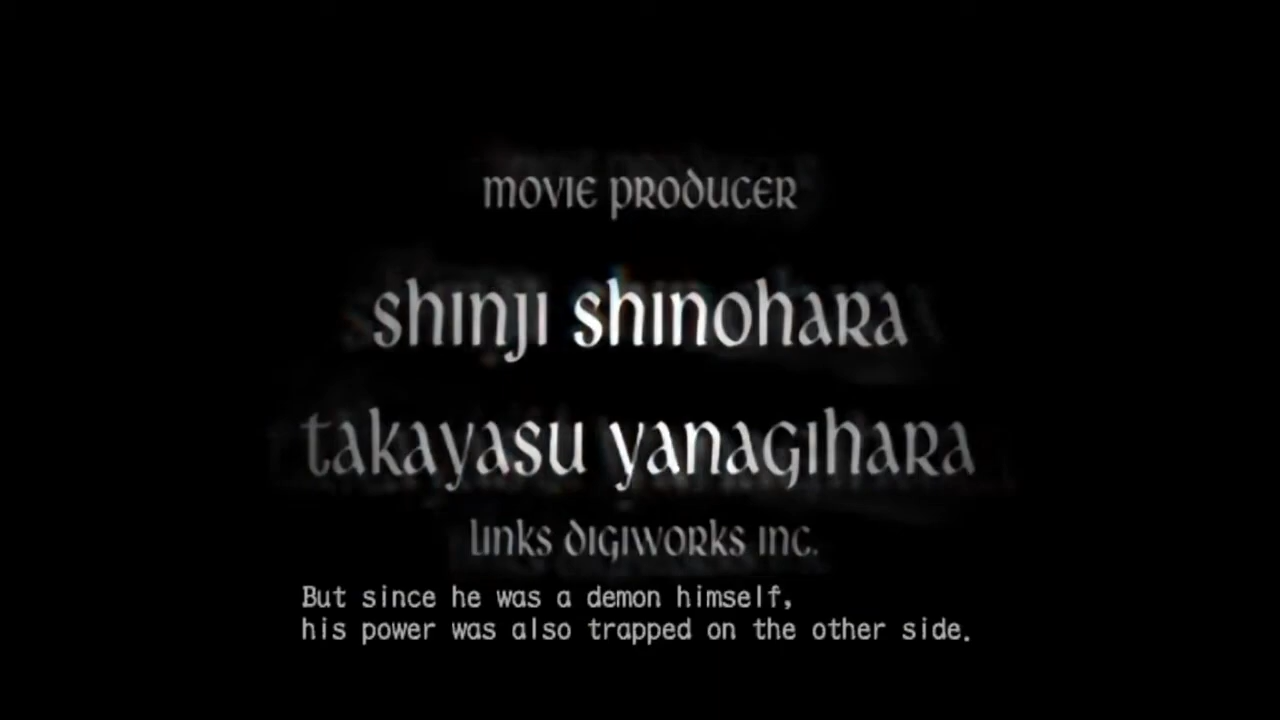 movie producer
shinji shinohara
takayasu yanagihara
links digiworks inc.
But since he was a demon himself,
his power was also trapped on the other side.